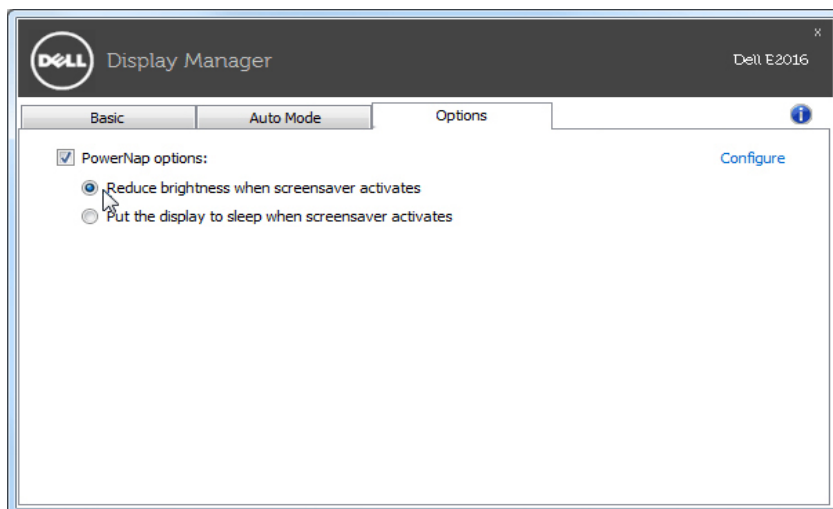 x
DELL Display Manager Dell E2016
Basic Auto Mode Options
PowerNap options: Configure
Reduce brightness when screensaver activates
Put the display to sleep when screensaver activates